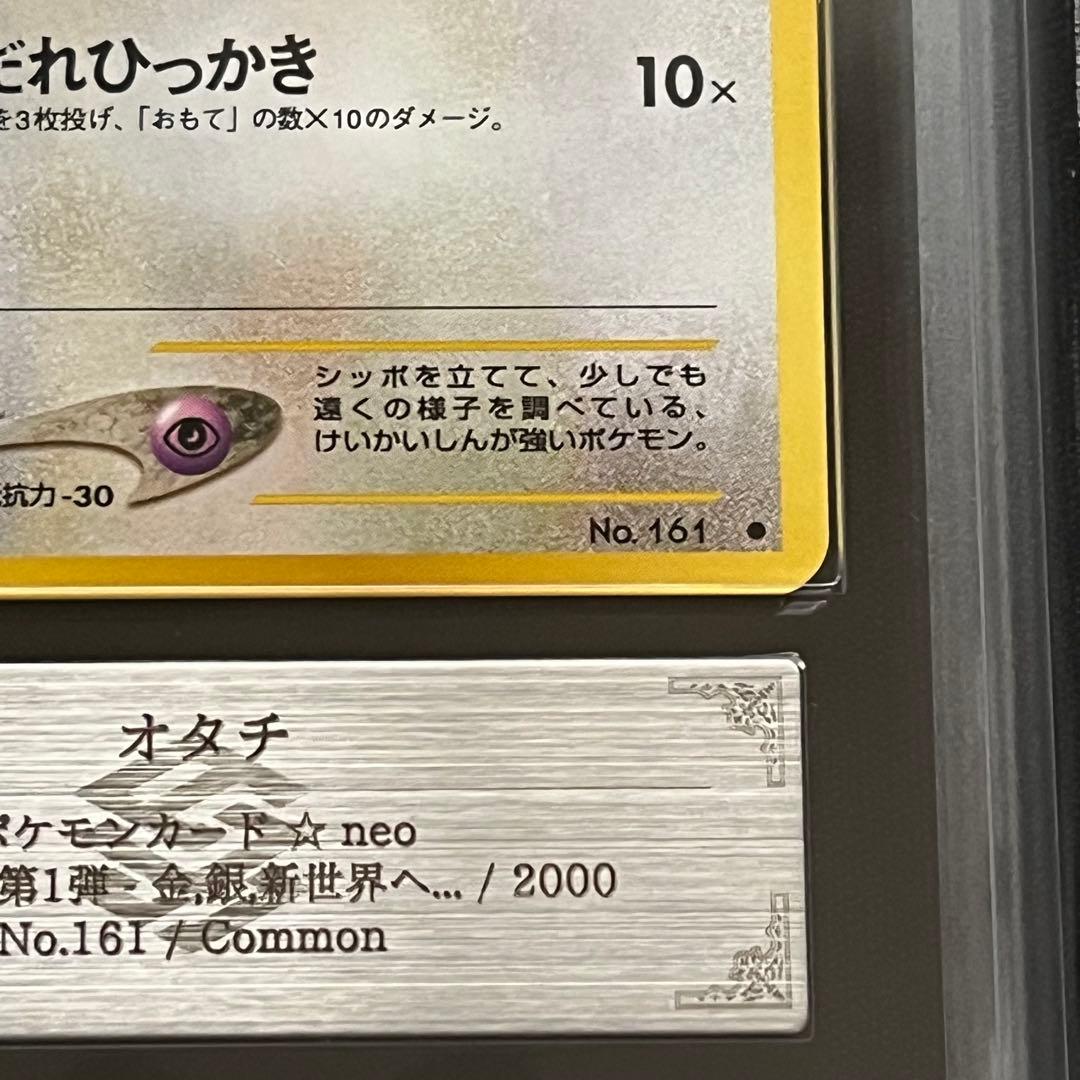 だれひっかき
10×
を3枚投げ、「おもて」の数×10のダメージ。
シッポを立てて、少しでも
遠くの様子を調べている、
けいかいしんが強いポケモン。
抗力-30
No. 161 ●
オタチ
ポケモンカード ☆ neo
第1弾 - 金,銀,新世界へ... / 2000
No.161 / Common